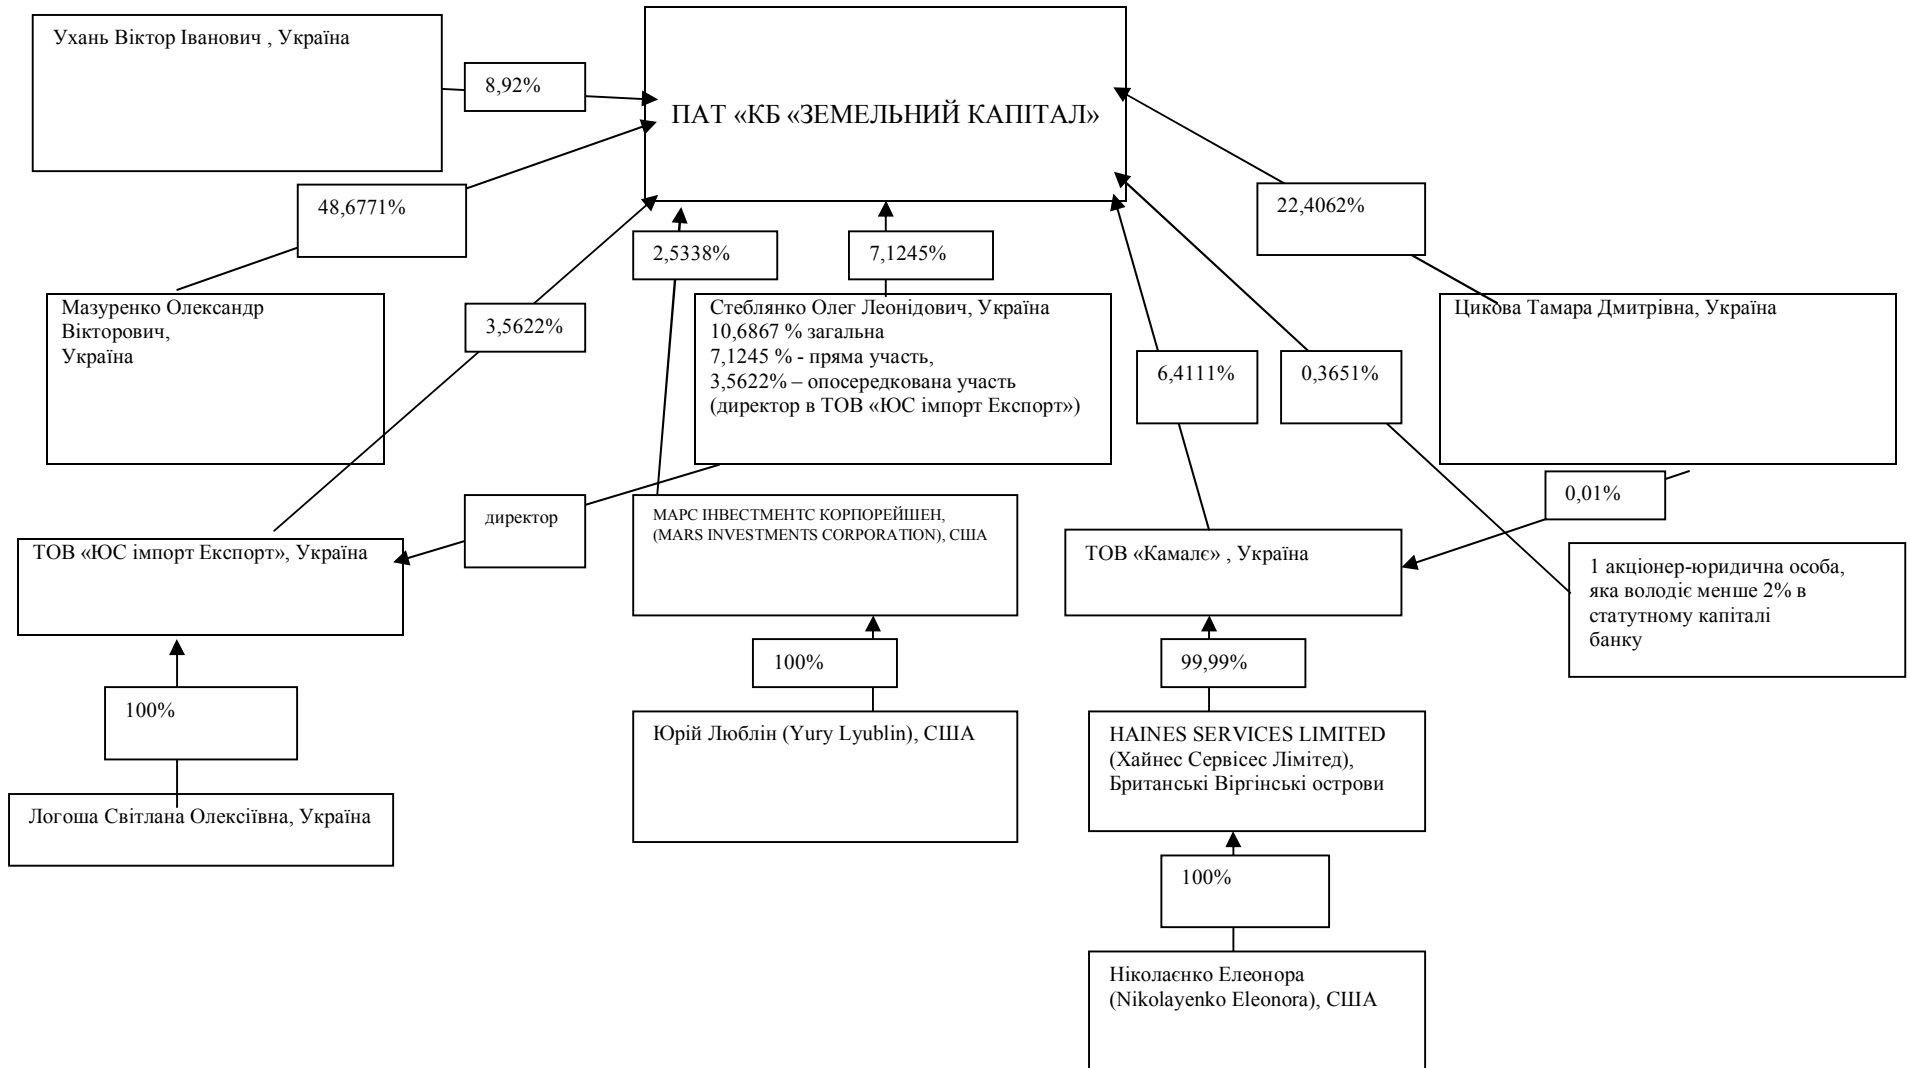 Ухань Віктор Іванович , Україна
8,92%
ПАТ «КБ «ЗЕМЕЛЬНИЙ КАПІТАЛ»
48,6771%
22,4062%
2,5338%
7,1245%
Мазуренко Олександр
Вікторович,
Україна
3,5622%
Стеблянко Олег Леонідович, Україна
10,6867 % загальна
7,1245 % - пряма участь,
3,5622% – опосередкована участь
(директор в ТОВ «ЮС імпорт Експорт»)
6,4111%
0,3651%
Цикова Тамара Дмитрівна, Україна
0,01%
директор
МАРС ІНВЕСТМЕНТС КОРПОРЕЙШЕН,
(MARS INVESTMENTS CORPORATION), США
ТОВ «ЮС імпорт Експорт», Україна
ТОВ «Камалє» , Україна
1 акціонер-юридична особа,
яка володіє менше 2% в
статутному капіталі
банку
100%
100%
99,99%
Логоша Світлана Олексіївна, Україна
Юрій Люблін (Yury Lyublin), США
HAINES SERVICES LIMITED
(Хайнес Сервісес Лімітед),
Британські Віргінські острови
100%
Ніколаєнко Елеонора
(Nikolayenko Eleonora), США